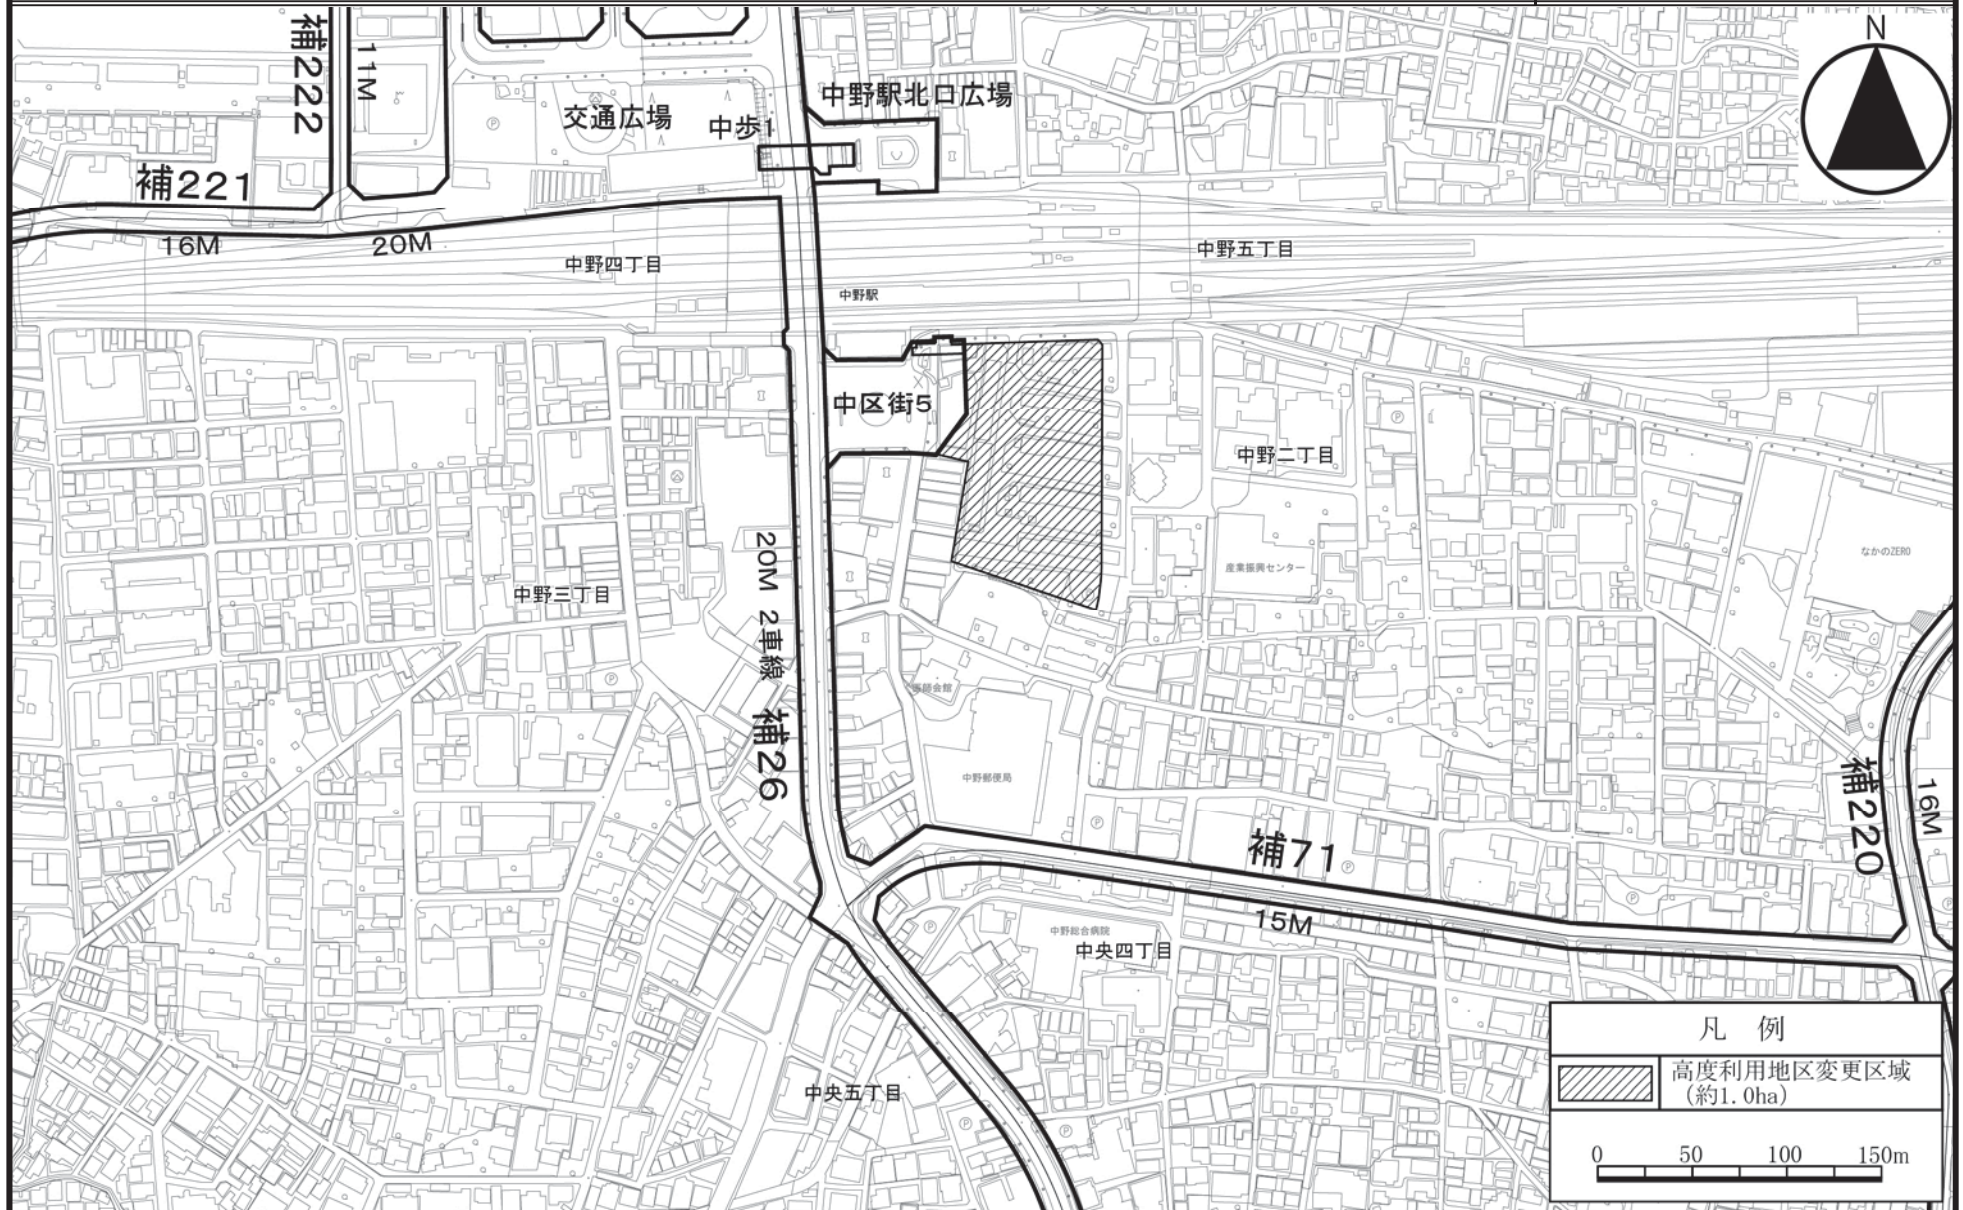 補222
11M
交通広場
中歩1
中野駅北口広場
N
補221
16M
20M
中野四丁目
中野五丁目
中野駅
中区街5
中野二丁目
なかのZERO
産業振興センター
中野三丁目
20M 2車線 補26
医師会館
中野郵便局
補71
15M
補220
16M
中野総合病院
中央四丁目
中央五丁目
凡 例
高度利用地区変更区域
(約1.0ha)
0 50 100 150m